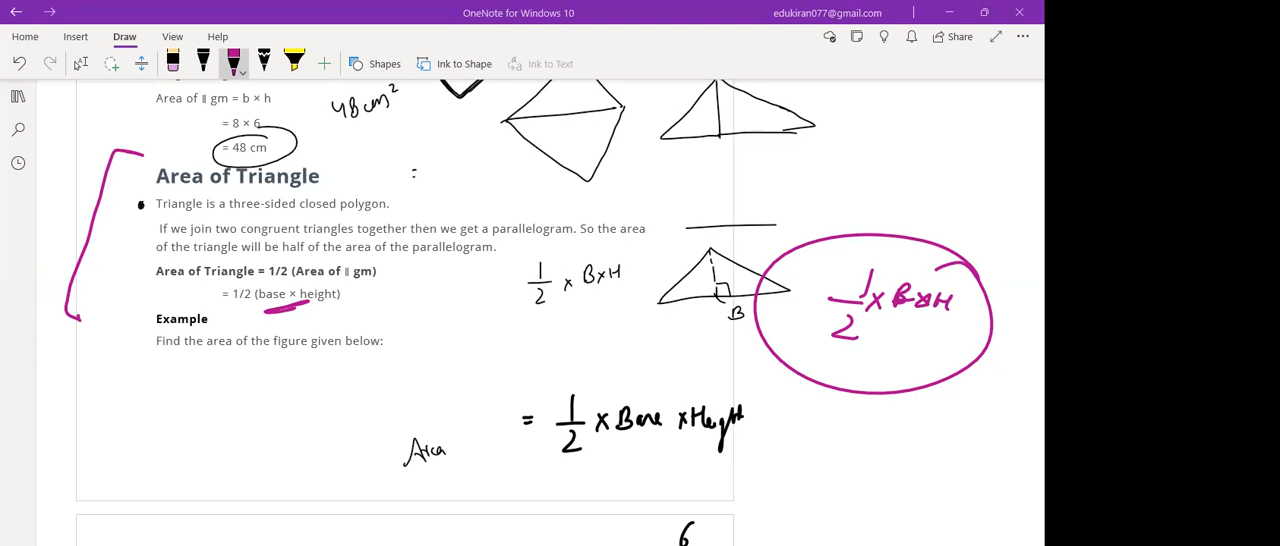 OneNote for Windows 10
edukiran077@gmail.com
Home Insert Draw View Help
Share
Shapes Ink to Shape Ink to Text
Area of ∥ gm = b × h
48 cm²
= 8 × 6
= 48 cm
Area of Triangle
=
Triangle is a three-sided closed polygon.
If we join two congruent triangles together then we get a parallelogram. So the area
of the triangle will be half of the area of the parallelogram.
Area of Triangle = 1/2 (Area of ∥ gm)
= 1/2 (base × height)
1/2 × B×H
B
1/2 × B×H
Example
Find the area of the figure given below:
= 1/2 × Base × Height
Area
6